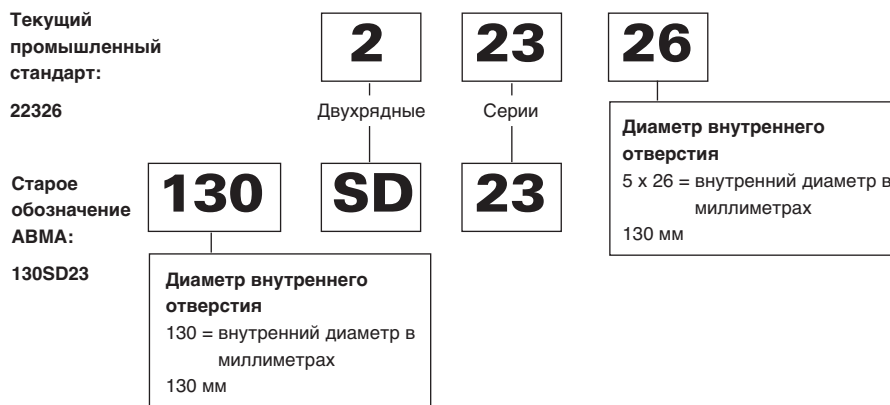 Текущий
промышленный
стандарт:
22326
2 23 26
Двухрядные Серии
Диаметр внутреннего
отверстия
5 x 26 = внутренний диаметр в
миллиметрах
130 мм
Старое
обозначение
ABMA:
130SD23
130 SD 23
Диаметр внутреннего
отверстия
130 = внутренний диаметр в
миллиметрах
130 мм